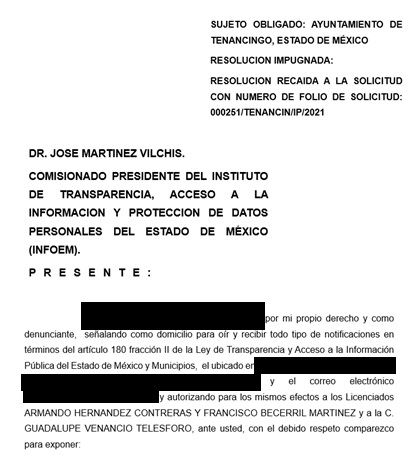 SUJETO OBLIGADO: AYUNTAMIENTO DE
TENANCINGO, ESTADO DE MÉXICO
RESOLUCION IMPUGNADA:
RESOLUCION RECAIDA A LA SOLICITUD
CON NUMERO DE FOLIO DE SOLICITUD:
000251/TENANCIN/IP/2021
DR. JOSE MARTINEZ VILCHIS.
COMISIONADO PRESIDENTE DEL INSTITUTO
DE TRANSPARENCIA, ACCESO A LA
INFORMACION Y PROTECCION DE DATOS
PERSONALES DEL ESTADO DE MÉXICO
(INFOEM).
P R E S E N T E :
por mi propio derecho y como
denunciante, señalando como domicilio para oír y recibir todo tipo de notificaciones en
términos del artículo 180 fracción II de la Ley de Transparencia y Acceso a la Información
Pública del Estado de México y Municipios, el ubicado en
y el correo electrónico
y autorizando para los mismos efectos a los Licenciados
ARMANDO HERNANDEZ CONTRERAS Y FRANCISCO BECERRIL MARTINEZ y a la C.
GUADALUPE VENANCIO TELESFORO, ante usted, con el debido respeto comparezco
para exponer: